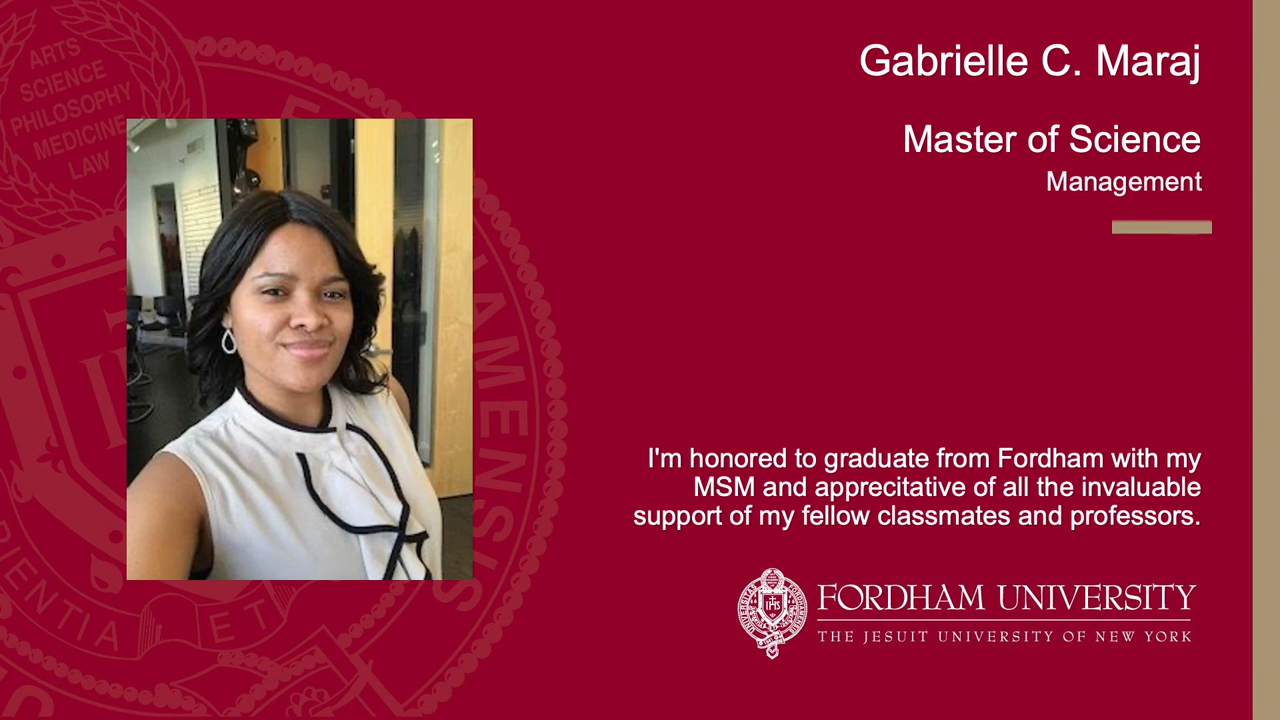 ARTS
SCIENCE
PHILOSOPHY
MEDICINE
LAW
Gabrielle C. Maraj
Master of Science
Management
I'm honored to graduate from Fordham with my
MSM and apprecitative of all the invaluable
support of my fellow classmates and professors.
FORDHAM UNIVERSITY
THE JESUIT UNIVERSITY OF NEW YORK